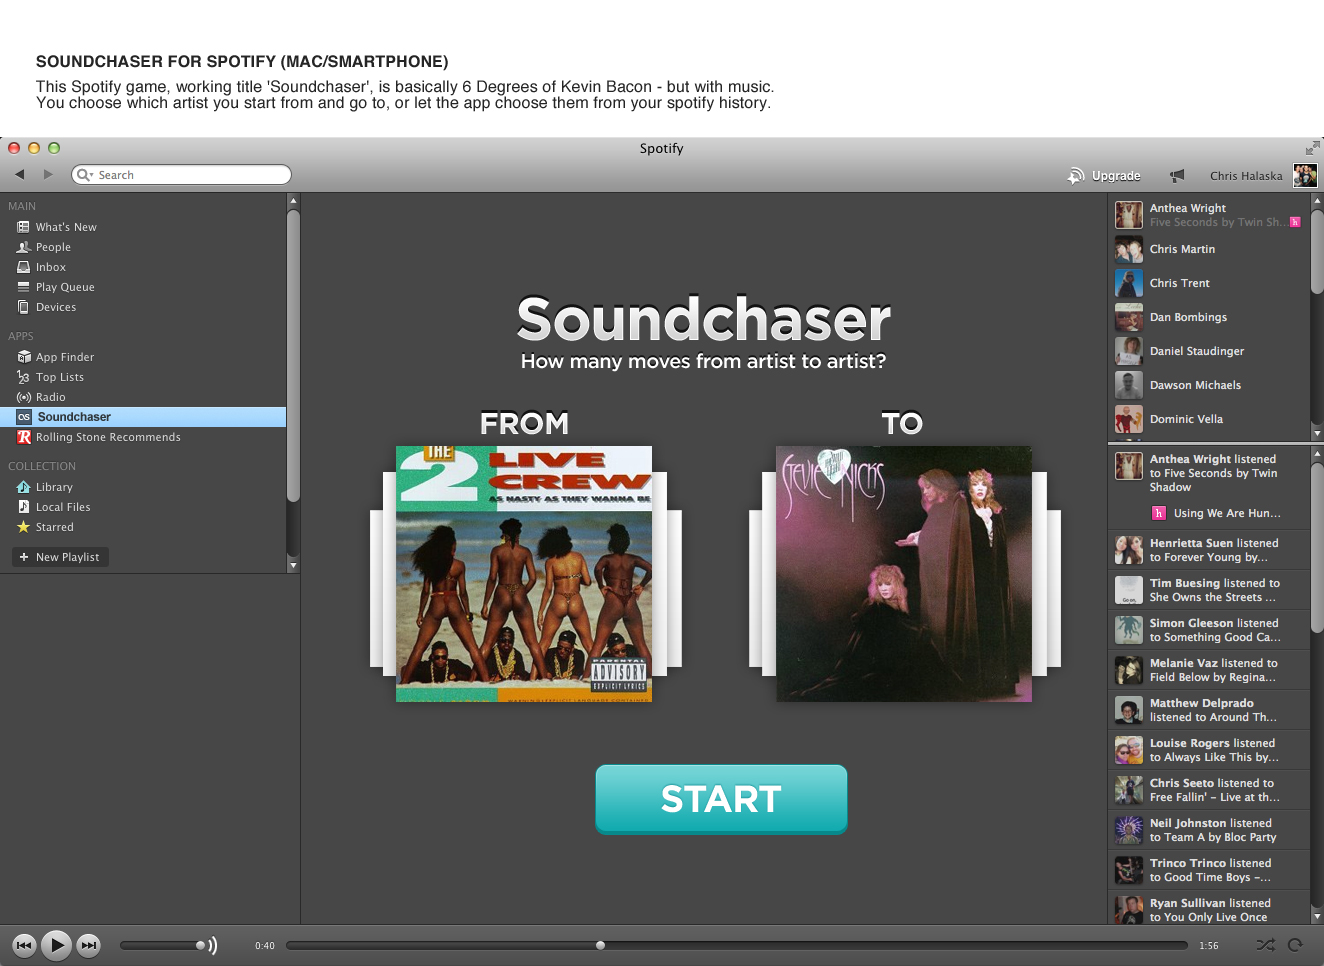 SOUNDCHASER FOR SPOTIFY (MAC/SMARTPHONE)
This Spotify game, working title 'Soundchaser', is basically 6 Degrees of Kevin Bacon - but with music.
You choose which artist you start from and go to, or let the app choose them from your spotify history.
Spotify
Search
Upgrade
Chris Halaska
MAIN
What's New
People
Inbox
Play Queue
Devices
APPS
App Finder
Top Lists
Radio
Soundchaser
Rolling Stone Recommends
COLLECTION
Library
Local Files
Starred
+ New Playlist
Soundchaser
How many moves from artist to artist?
FROM
THE
2 LIVE
CREW
AS NASTY AS THEY WANNA BE
PARENTAL
ADVISORY
EXPLICIT LYRICS
TO
STEVIE NICKS
START
Anthea Wright
Five Seconds by Twin Sh...
h
Chris Martin
Chris Trent
Dan Bombings
Daniel Staudinger
Dawson Michaels
Dominic Vella
Anthea Wright listened
to Five Seconds by Twin
Shadow
h Using We Are Hun...
Henrietta Suen listened
to Forever Young by...
Tim Buesing listened to
She Owns the Streets ...
Simon Gleeson listened
to Something Good Ca...
Melanie Vaz listened to
Field Below by Regina...
Matthew Delprado
listened to Around Th...
Louise Rogers listened
to Always Like This by...
Chris Seeto listened to
Free Fallin' - Live at th...
Neil Johnston listened
to Team A by Bloc Party
Trinco Trinco listened
to Good Time Boys -...
Ryan Sullivan listened
to You Only Live Once
0:40
1:56